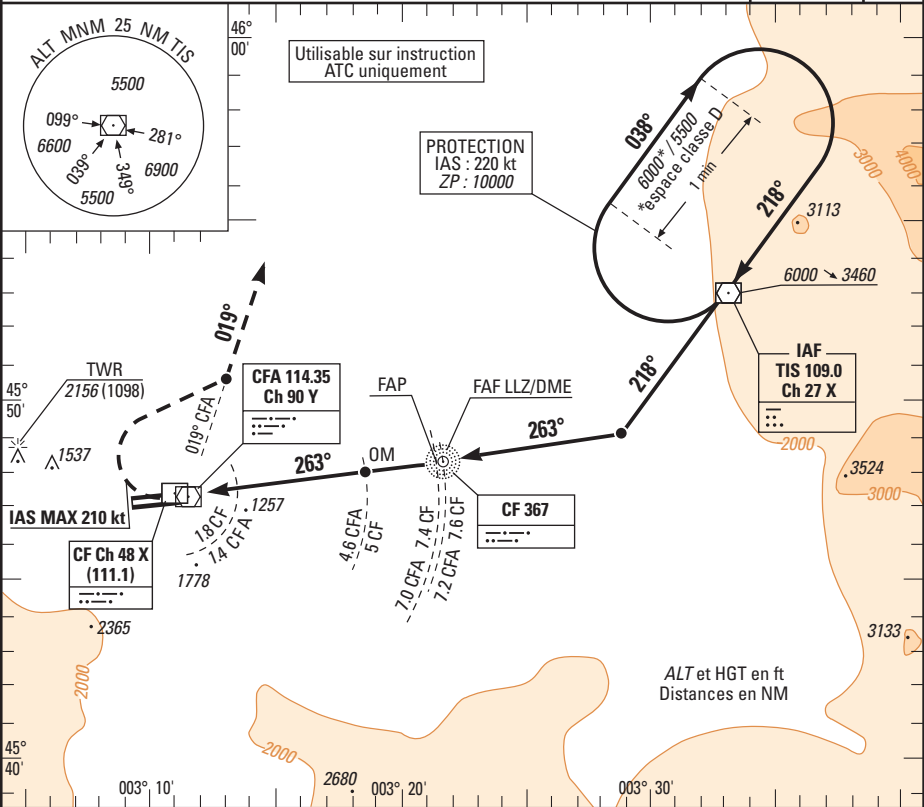 ALT MNM 25 NM TIS
5500
099°
281°
6600
039°
349°
6900
5500
46°
00'
Utilisable sur instruction
ATC uniquement
PROTECTION
IAS : 220 kt
ZP : 10000
038°
6000* / 5500
*espace classe D
1 min
218°
3000
4000
3113
6000 ↘ 3460
IAF
TIS 109.0
Ch 27 X
218°
2000
3524
3000
019°
TWR
2156 (1098)
45°
50'
1537
019° CFA
CFA 114.35
Ch 90 Y
FAP
FAF LLZ/DME
263°
OM
263°
IAS MAX 210 kt
CF Ch 48 X
(111.1)
1.8 CF
1.4 CFA
1257
1778
4.6 CFA
5 CF
7.0 CFA 7.4 CF
7.2 CFA 7.6 CF
CF 367
2365
2000
3133
ALT et HGT en ft
Distances en NM
2000
2680
45°
40'
003° 10'
003° 20'
003° 30'